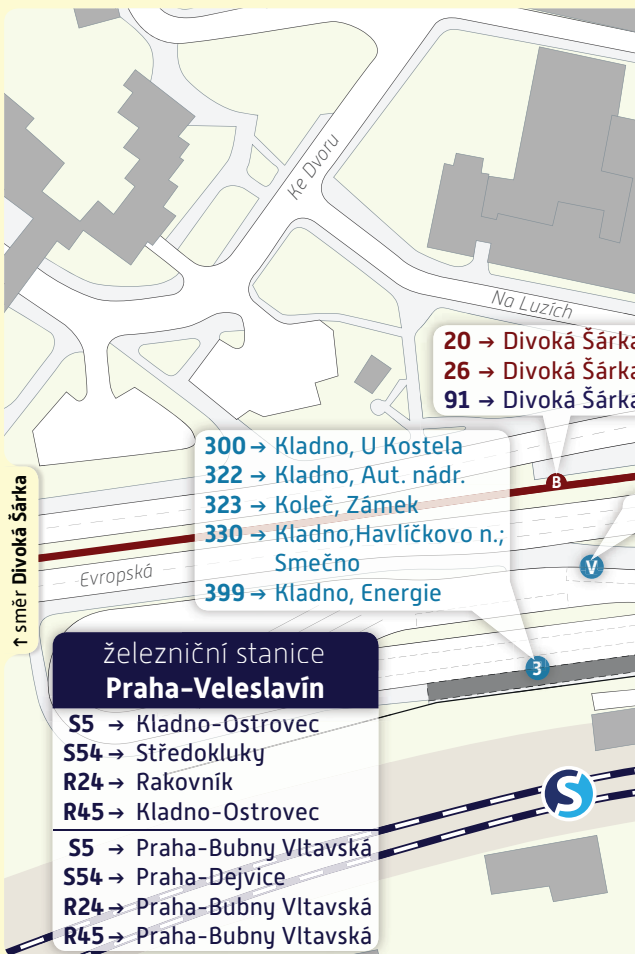 Ke Dvoru
Na Luzích
20 → Divoká Šárka
26 → Divoká Šárka
91 → Divoká Šárka
B
300 → Kladno, U Kostela
322 → Kladno, Aut. nádr.
323 → Koleč, Zámek
330 → Kladno,Havlíčkovo n.;
Smečno
399 → Kladno, Energie
↑ směr Divoká Šárka
Evropská
V
3
železniční stanice
Praha-Veleslavín
S5 → Kladno-Ostrovec
S54 → Středokluky
R24 → Rakovník
R45 → Kladno-Ostrovec
S5 → Praha-Bubny Vltavská
S54 → Praha-Dejvice
R24 → Praha-Bubny Vltavská
R45 → Praha-Bubny Vltavská
S